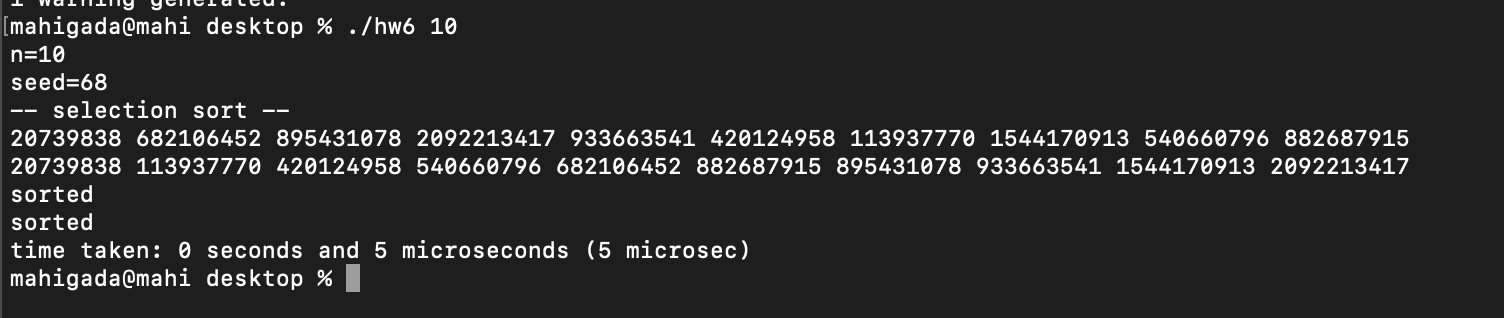 1 warning generated.
[mahigada@mahi desktop % ./hw6 10
n=10
seed=68
-- selection sort --
20739838 682106452 895431078 2092213417 933663541 420124958 113937770 1544170913 540660796 882687915
20739838 113937770 420124958 540660796 682106452 882687915 895431078 933663541 1544170913 2092213417
sorted
sorted
time taken: 0 seconds and 5 microseconds (5 microsec)
mahigada@mahi desktop %